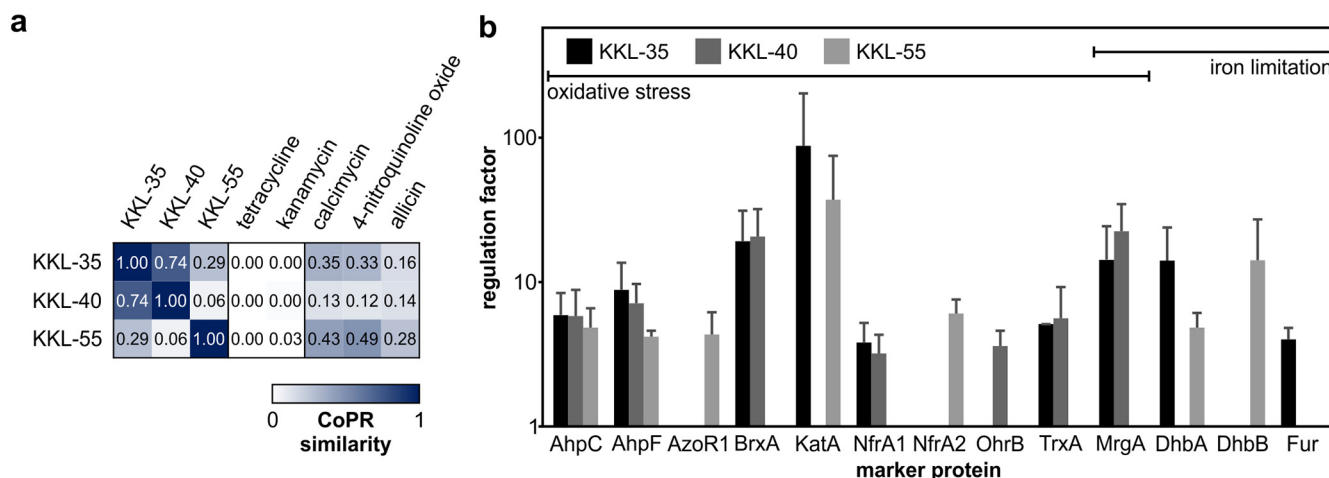 a
KKL-35
KKL-40
KKL-55
tetracycline
kanamycin
calcimycin
4-nitroquinoline oxide
allicin
KKL-35 1.00 0.74 0.29 0.00 0.00 0.35 0.33 0.16
KKL-40 0.74 1.00 0.06 0.00 0.00 0.13 0.12 0.14
KKL-55 0.29 0.06 1.00 0.00 0.03 0.43 0.49 0.28
0 1
CoPR
similarity
b
KKL-35 KKL-40 KKL-55
oxidative stress
iron limitation
regulation factor
100
10
1
AhpC AhpF AzoR1 BrxA KatA NfrA1 NfrA2 OhrB TrxA MrgA DhbA DhbB Fur
marker protein